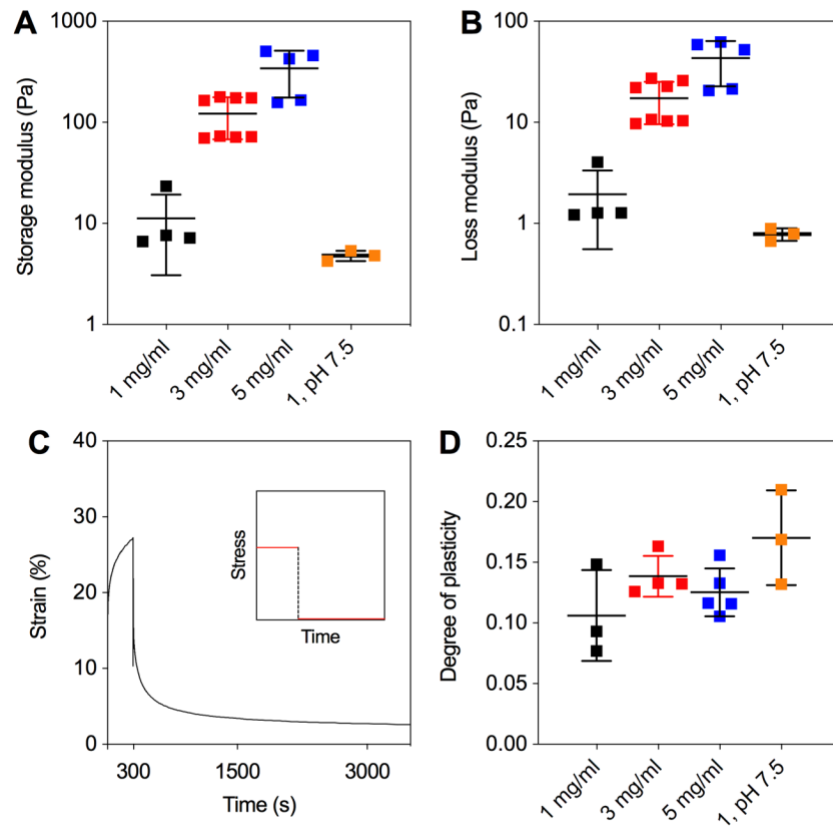 A
Storage modulus (Pa)
1000
100
10
1
1 mg/ml
3 mg/ml
5 mg/ml
1, pH 7.5
B
Loss modulus (Pa)
100
10
1
0.1
1 mg/ml
3 mg/ml
5 mg/ml
1, pH 7.5
C
Strain (%)
40
30
20
10
0
300
1500
3000
Time (s)
Stress
Time
D
Degree of plasticity
0.25
0.20
0.15
0.10
0.05
0.00
1 mg/ml
3 mg/ml
5 mg/ml
1, pH 7.5